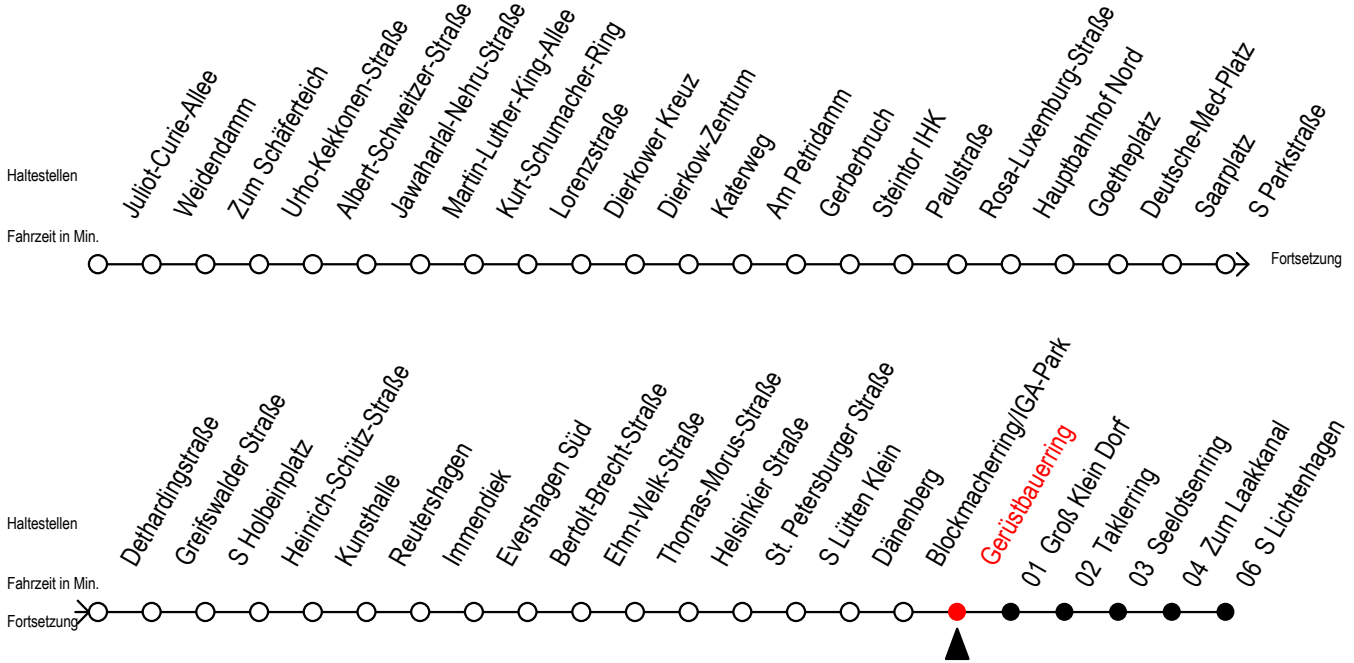 Haltestellen
Juliot-Curie-Allee
Weidendamm
Zum Schäferteich
Urho-Kekkonen-Straße
Albert-Schweitzer-Straße
Jawaharlal-Nehru-Straße
Martin-Luther-King-Allee
Kurt-Schumacher-Ring
Lorenzstraße
Dierkower Kreuz
Dierkow-Zentrum
Katerweg
Am Petridamm
Gerberbruch
Steintor IHK
Paulstraße
Rosa-Luxemburg-Straße
Hauptbahnhof Nord
Goetheplatz
Deutsche-Med-Platz
Saarplatz
S Parkstraße
Fahrzeit in Min.
Fortsetzung
Haltestellen
Dethardingstraße
Greifswalder Straße
S Holbeinplatz
Heinrich-Schütz-Straße
Kunsthalle
Reutershagen
Immendiek
Evershagen Süd
Bertolt-Brecht-Straße
Ehm-Welk-Straße
Thomas-Morus-Straße
Helsinkier Straße
St. Petersburger Straße
S Lütten Klein
Dänenberg
Blockmacherring/IGA-Park
Gerüstbauerring
01 Groß Klein Dorf
02 Taklerring
03 Seelotsenring
04 Zum Laakkanal
06 S Lichtenhagen
Fahrzeit in Min.
Fortsetzung